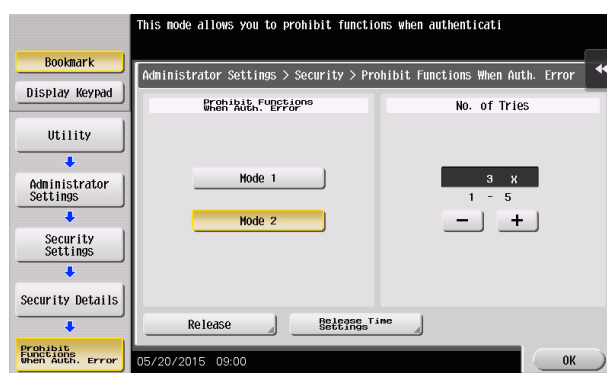 This mode allows you to prohibit functions when authenticati
Bookmark
Display Keypad
Utility
Administrator
Settings
Security
Settings
Security Details
Prohibit
Functions
When Auth. Error
Administrator Settings > Security > Prohibit Functions When Auth. Error
Prohibit Functions
When Auth. Error
Mode 1
Mode 2
No. of Tries
3 X
1 - 5
− +
Release
Release Time
Settings
05/20/2015 09:00
OK